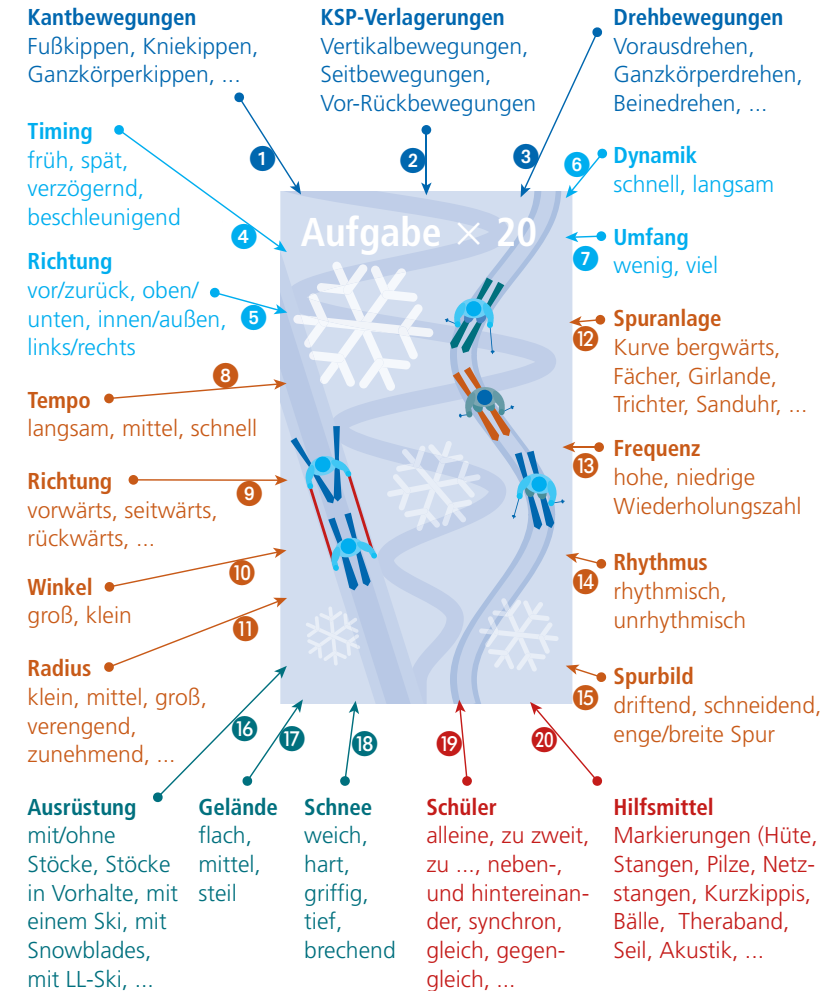 Kantbewegungen
Fußkippen, Kniekippen,
Ganzkörperkippen, ...
KSP-Verlagerungen
Vertikalbewegungen,
Seitbewegungen,
Vor-Rückbewegungen
Drehbewegungen
Vorausdrehen,
Ganzkörperdrehen,
Beinedrehen, ...
1
2
3
Timing
früh, spät,
verzögernd,
beschleunigend
4
6
Dynamik
schnell, langsam
Aufgabe × 20
Richtung
vor/zurück, oben/
unten, innen/außen,
links/rechts
5
7
Umfang
wenig, viel
12
Spuranlage
Kurve bergwärts,
Fächer, Girlande,
Trichter, Sanduhr, ...
8
Tempo
langsam, mittel, schnell
13
Frequenz
hohe, niedrige
Wiederholungszahl
9
Richtung
vorwärts, seitwärts,
rückwärts, ...
10
Winkel
groß, klein
14
Rhythmus
rhythmisch,
unrhythmisch
11
Radius
klein, mittel, groß,
verengend,
zunehmend, ...
15
Spurbild
driftend, schneidend,
enge/breite Spur
16
17
18
19
20
Ausrüstung
mit/ohne
Stöcke, Stöcke
in Vorhalte, mit
einem Ski, mit
Snowblades,
mit LL-Ski, ...
Gelände
flach,
mittel,
steil
Schnee
weich,
hart,
griffig,
tief,
brechend
Schüler
alleine, zu zweit,
zu ..., neben-,
und hintereinan-
der, synchron,
gleich, gegen-
gleich, ...
Hilfsmittel
Markierungen (Hüte,
Stangen, Pilze, Netz-
stangen, Kurzkippis,
Bälle, Theraband,
Seil, Akustik, ...